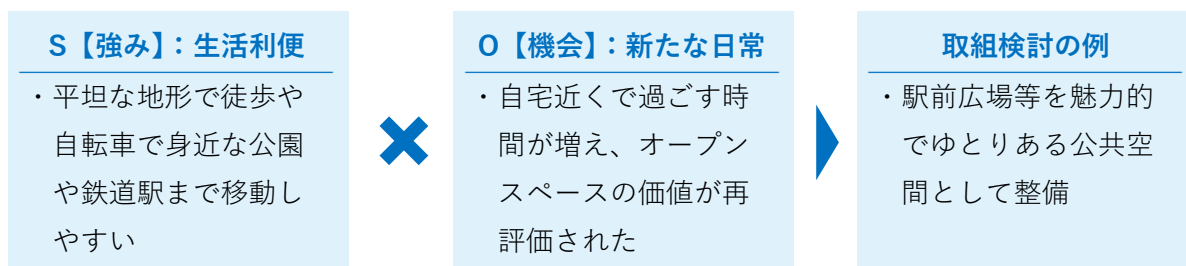 S【強み】：生活利便
・平坦な地形で徒歩や
自転車で身近な公園
や鉄道駅まで移動し
やすい
O【機会】：新たな日常
・自宅近くで過ごす時
間が増え、オープン
スペースの価値が再
評価された
取組検討の例
・駅前広場等を魅力的
でゆとりある公共空
間として整備